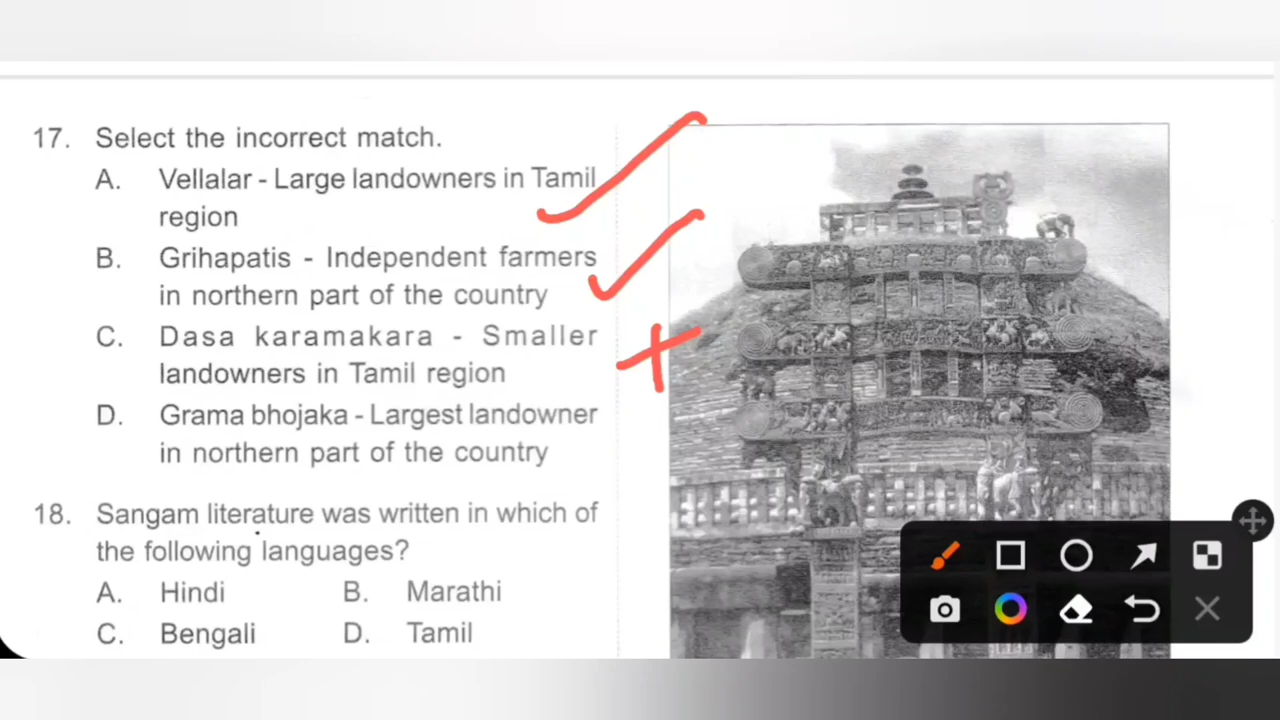 17. Select the incorrect match.
A. Vellalar - Large landowners in Tamil
region
B. Grihapatis - Independent farmers
in northern part of the country
C. Dasa karamakara - Smaller
landowners in Tamil region
D. Grama bhojaka - Largest landowner
in northern part of the country
18. Sangam literature was written in which of
the following languages?
A. Hindi B. Marathi
C. Bengali D. Tamil